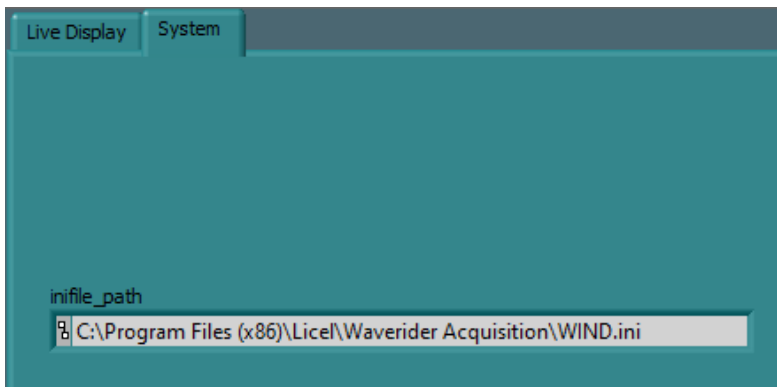 Live Display System
inifile_path
C:\Program Files (x86)\Licel\Waverider Acquisition\WIND.ini